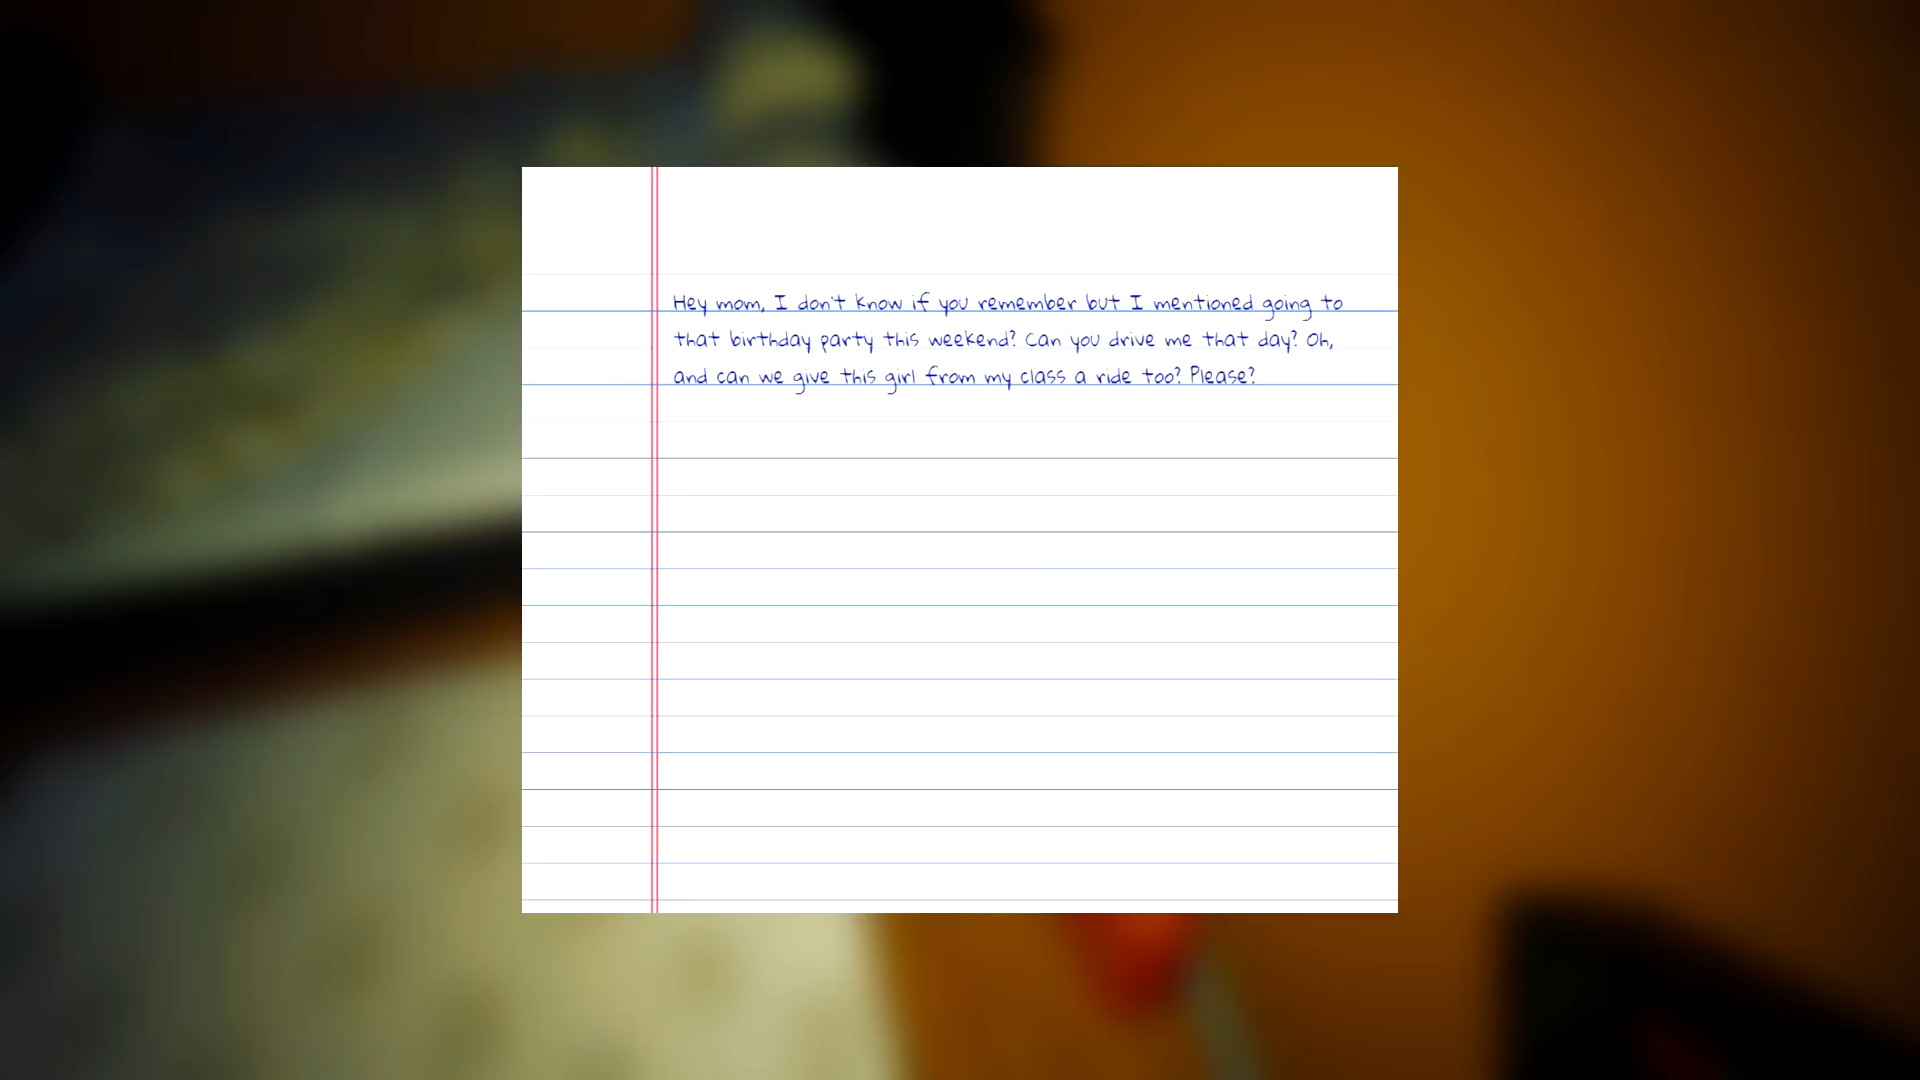 Hey mom, I don't know if you remember but I mentioned going to
that birthday party this weekend? Can you drive me that day? Oh,
and can we give this girl from my class a ride too? Please?